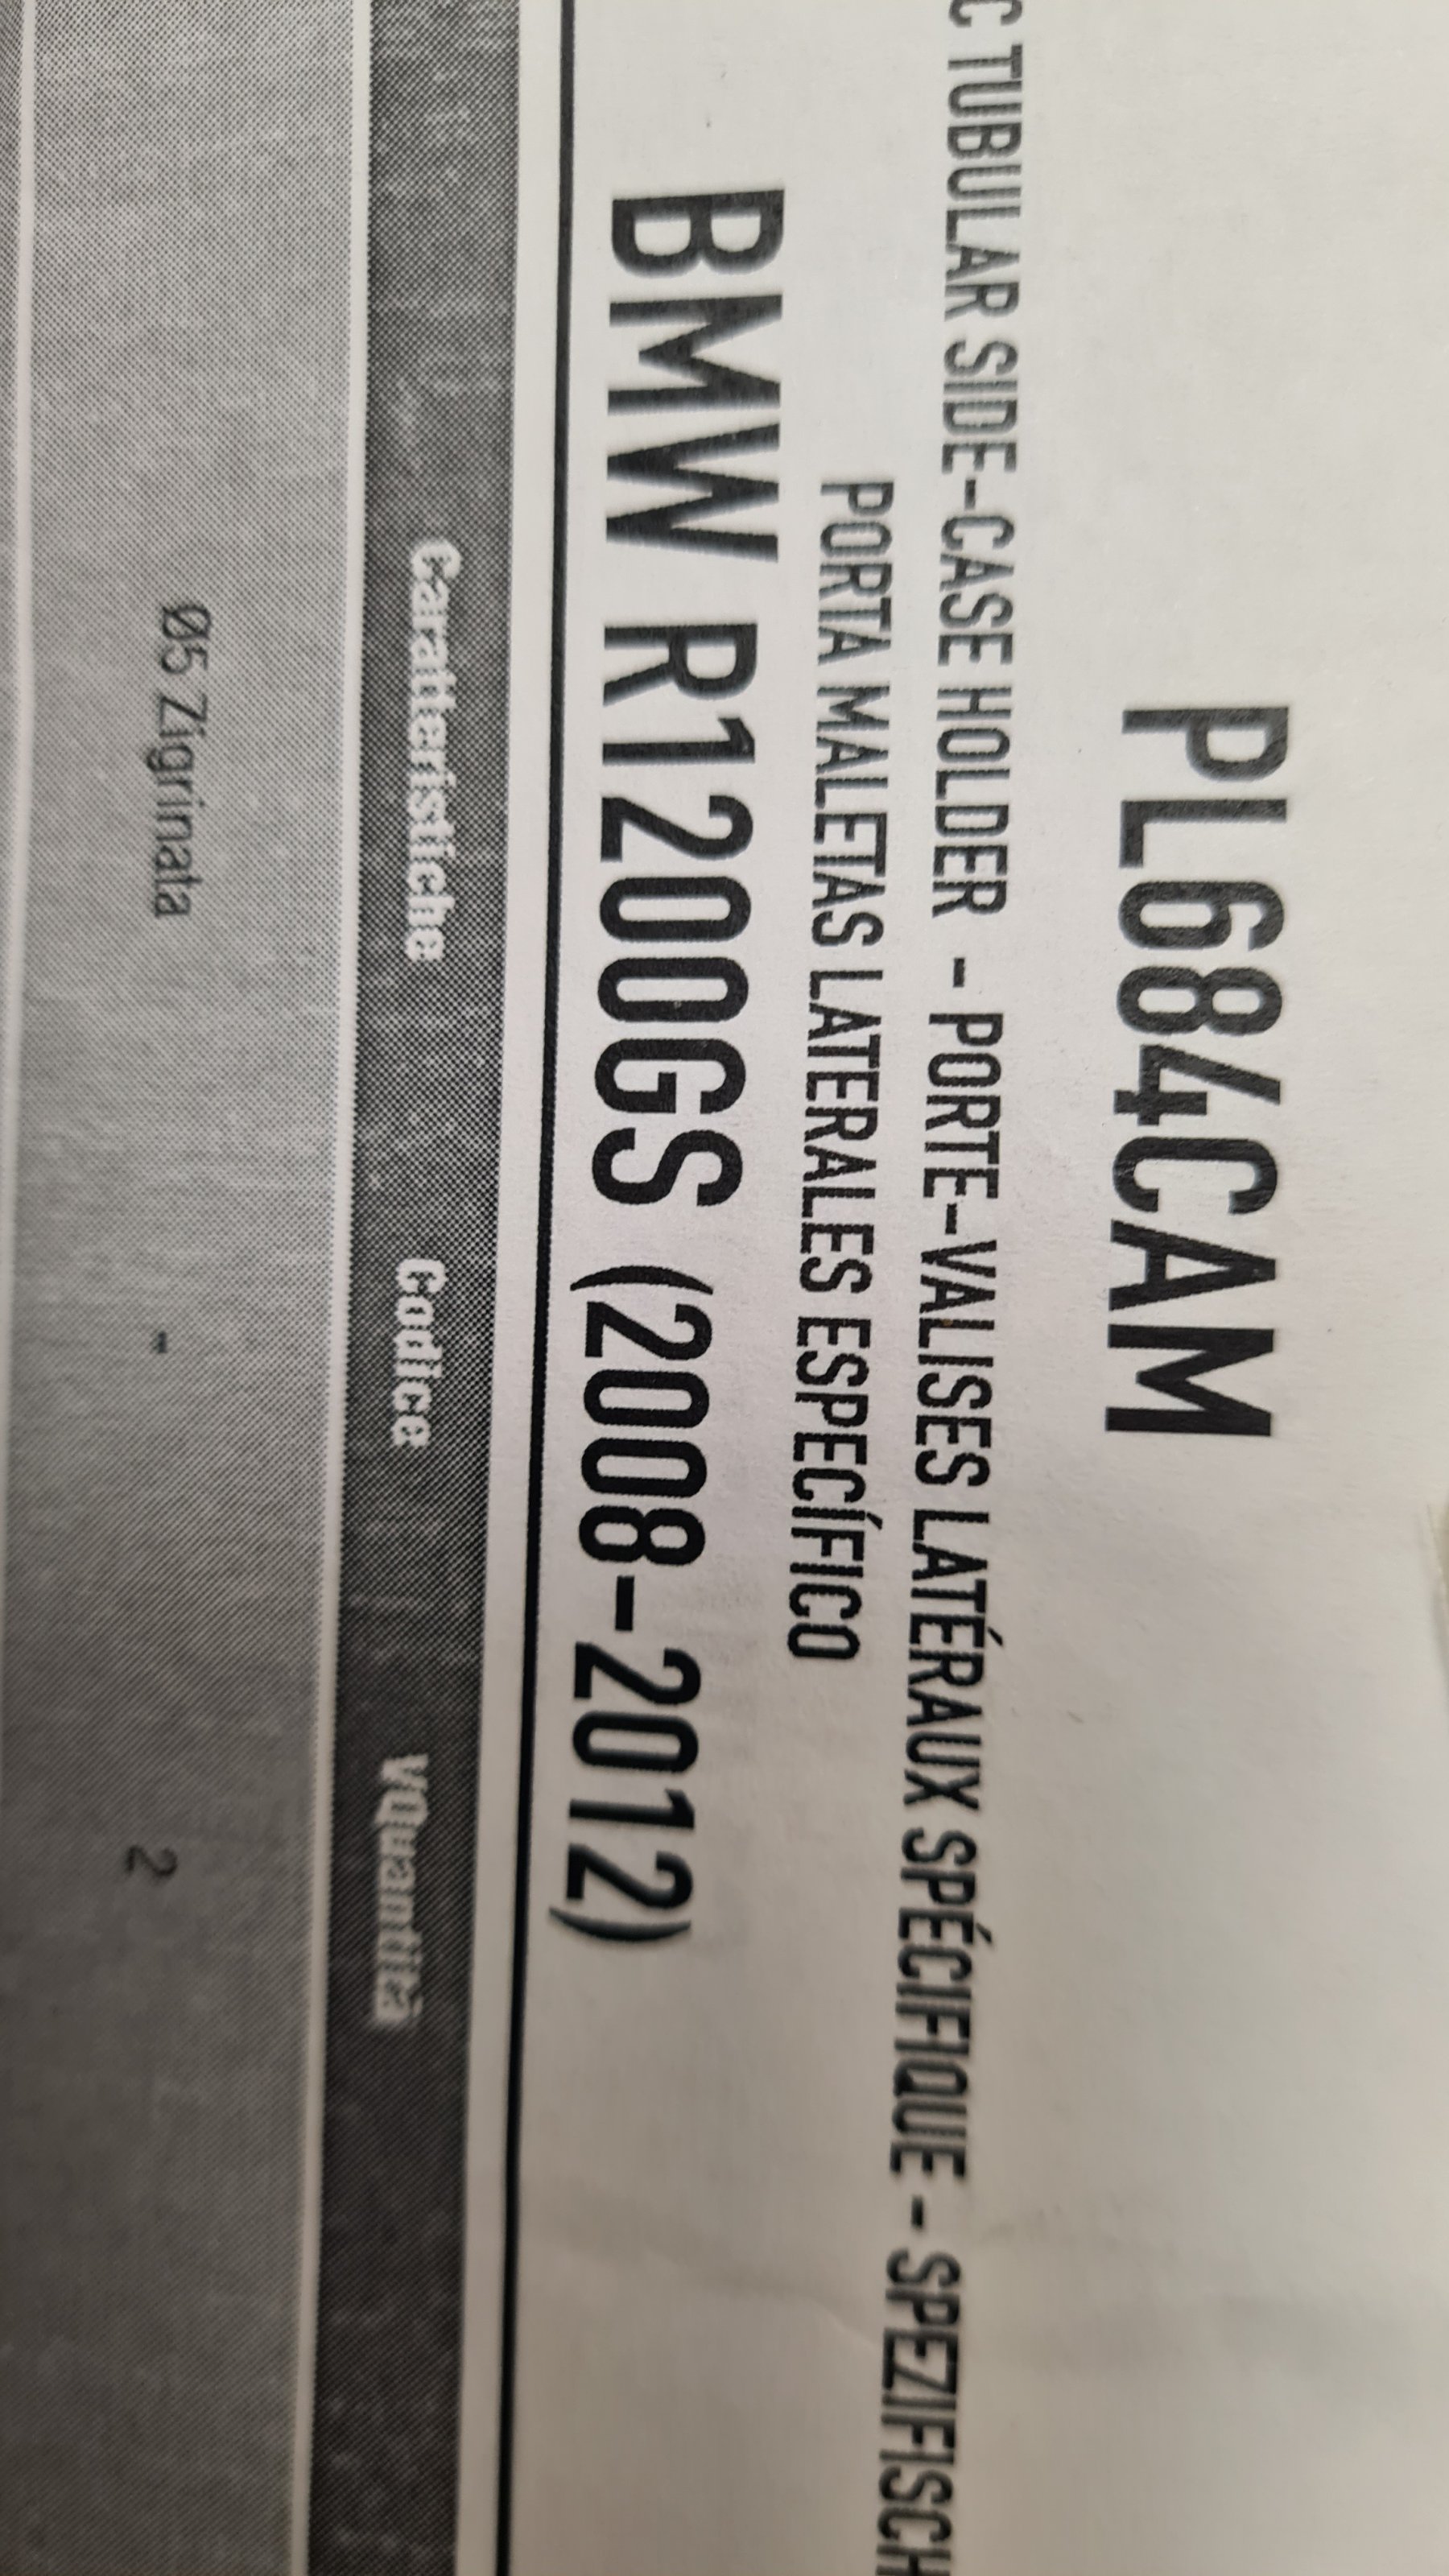 PL684CAM
C TUBULAR SIDE-CASE HOLDER - PORTE-VALISES LATÉRAUX SPÉCIFIQUE - SPEZIFISCH
PORTA MALETAS LATERALES ESPECÍFICO
BMW R1200GS (2008-2012)
Caratteristiche Codice VQuantità
Ø5 Zigrinata - 2